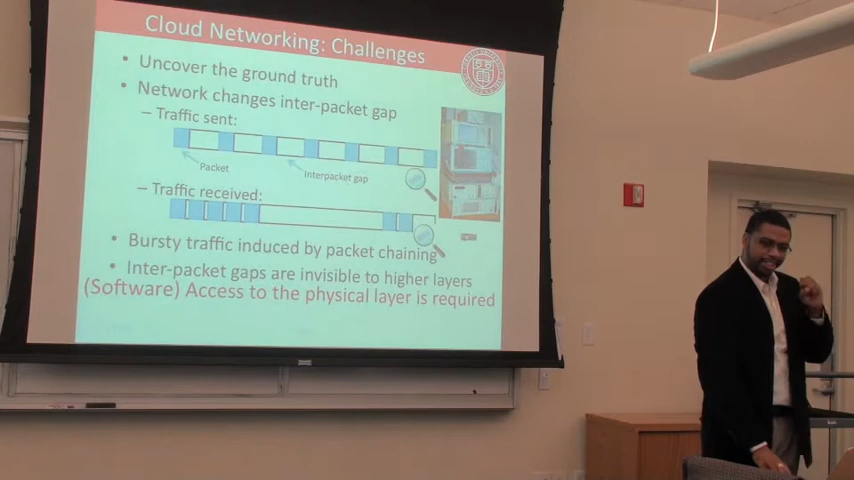 Cloud Networking: Challenges
• Uncover the ground truth
• Network changes inter-packet gap
– Traffic sent:
Packet
Interpacket gap
– Traffic received:
• Bursty traffic induced by packet chaining
• Inter-packet gaps are invisible to higher layers
(Software) Access to the physical layer is required